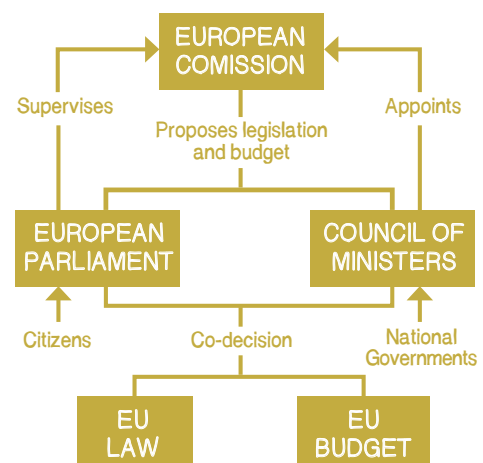 EUROPEAN
COMISSION
Supervises
Appoints
Proposes legislation
and budget
EUROPEAN
PARLIAMENT
COUNCIL OF
MINISTERS
Citizens
Co-decision
National
Governments
EU
LAW
EU
BUDGET